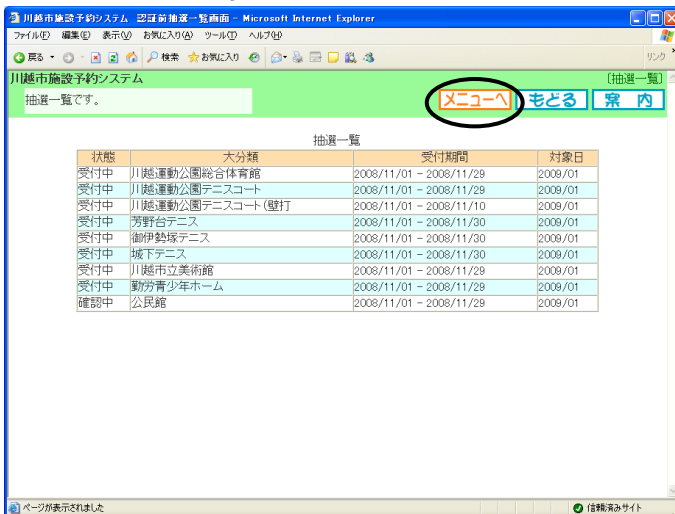 川越市施設予約システム 認証前抽選一覧画面 - Microsoft Internet Explorer
ファイル(F) 編集(E) 表示(V) お気に入り(A) ツール(T) ヘルプ(H)
戻る 検索 お気に入り リンク
川越市施設予約システム 〔抽選一覧〕
抽選一覧です。 メニューへ もどる 案内
抽選一覧
状態 大分類 受付期間 対象日
受付中 川越運動公園総合体育館 2008/11/01 - 2008/11/29 2009/01
受付中 川越運動公園テニスコート 2008/11/01 - 2008/11/29 2009/01
受付中 川越運動公園テニスコート(壁打 2008/11/01 - 2008/11/10 2009/01
受付中 芳野台テニス 2008/11/01 - 2008/11/30 2009/01
受付中 御伊勢塚テニス 2008/11/01 - 2008/11/30 2009/01
受付中 城下テニス 2008/11/01 - 2008/11/30 2009/01
受付中 川越市立美術館 2008/11/01 - 2008/11/29 2009/01
受付中 勤労青少年ホーム 2008/11/01 - 2008/11/29 2009/01
確認中 公民館 2008/11/01 - 2008/11/29 2009/01
ページが表示されました 信頼済みサイト